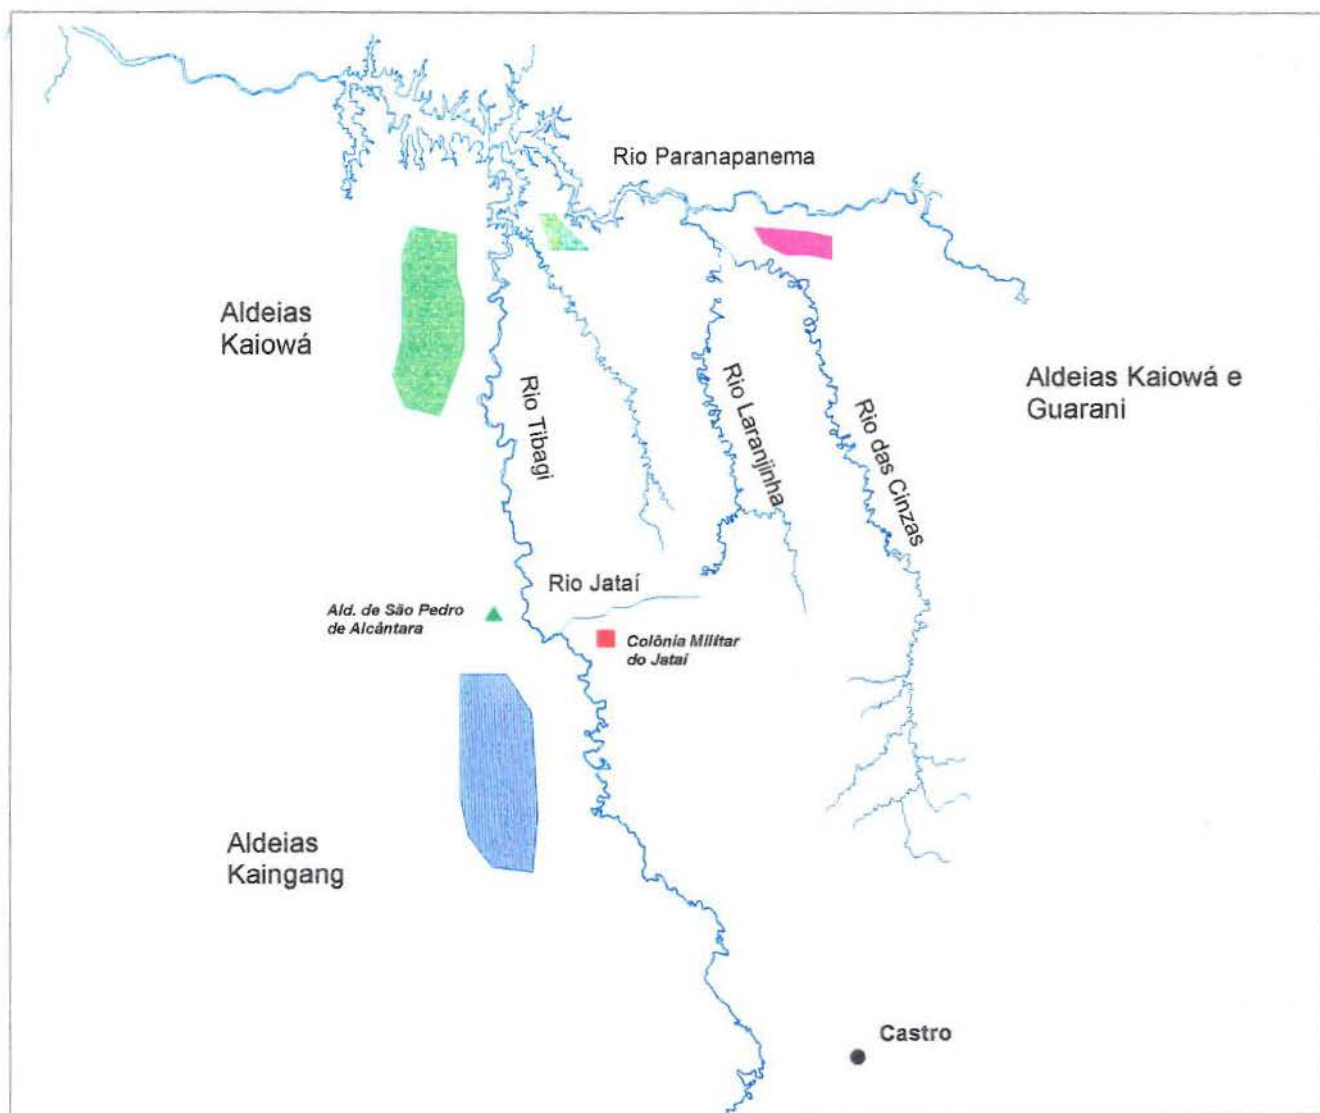 Rio Paranapanema
Aldeias
Kaiowá
Aldeias Kaiowá e
Guarani
Rio Tibagi
Rio Laranjinha
Rio das Cinzas
Rio Jataí
Ald. de São Pedro
de Alcântara
Colônia Militar
do Jataí
Aldeias
Kaingang
Castro